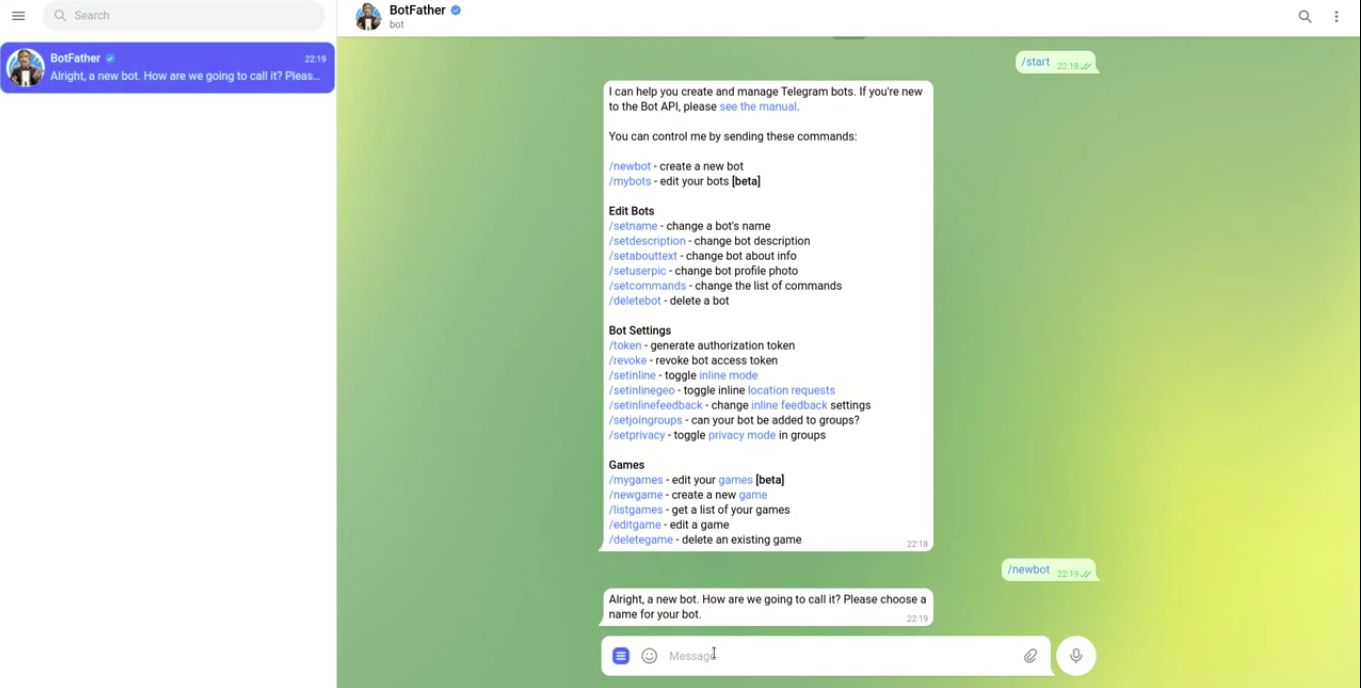 Search
BotFather
22:19
Alright, a new bot. How are we going to call it? Pleas...
BotFather
bot
/start 22:18
I can help you create and manage Telegram bots. If you're new
to the Bot API, please see the manual.
You can control me by sending these commands:
/newbot - create a new bot
/mybots - edit your bots [beta]
Edit Bots
/setname - change a bot's name
/setdescription - change bot description
/setabouttext - change bot about info
/setuserpic - change bot profile photo
/setcommands - change the list of commands
/deletebot - delete a bot
Bot Settings
/token - generate authorization token
/revoke - revoke bot access token
/setinline - toggle inline mode
/setinlinegeo - toggle inline location requests
/setinlinefeedback - change inline feedback settings
/setjoingroups - can your bot be added to groups?
/setprivacy - toggle privacy mode in groups
Games
/mygames - edit your games [beta]
/newgame - create a new game
/listgames - get a list of your games
/editgame - edit a game
/deletegame - delete an existing game
22:18
/newbot 22:19
Alright, a new bot. How are we going to call it? Please choose a
name for your bot.
22:19
Message